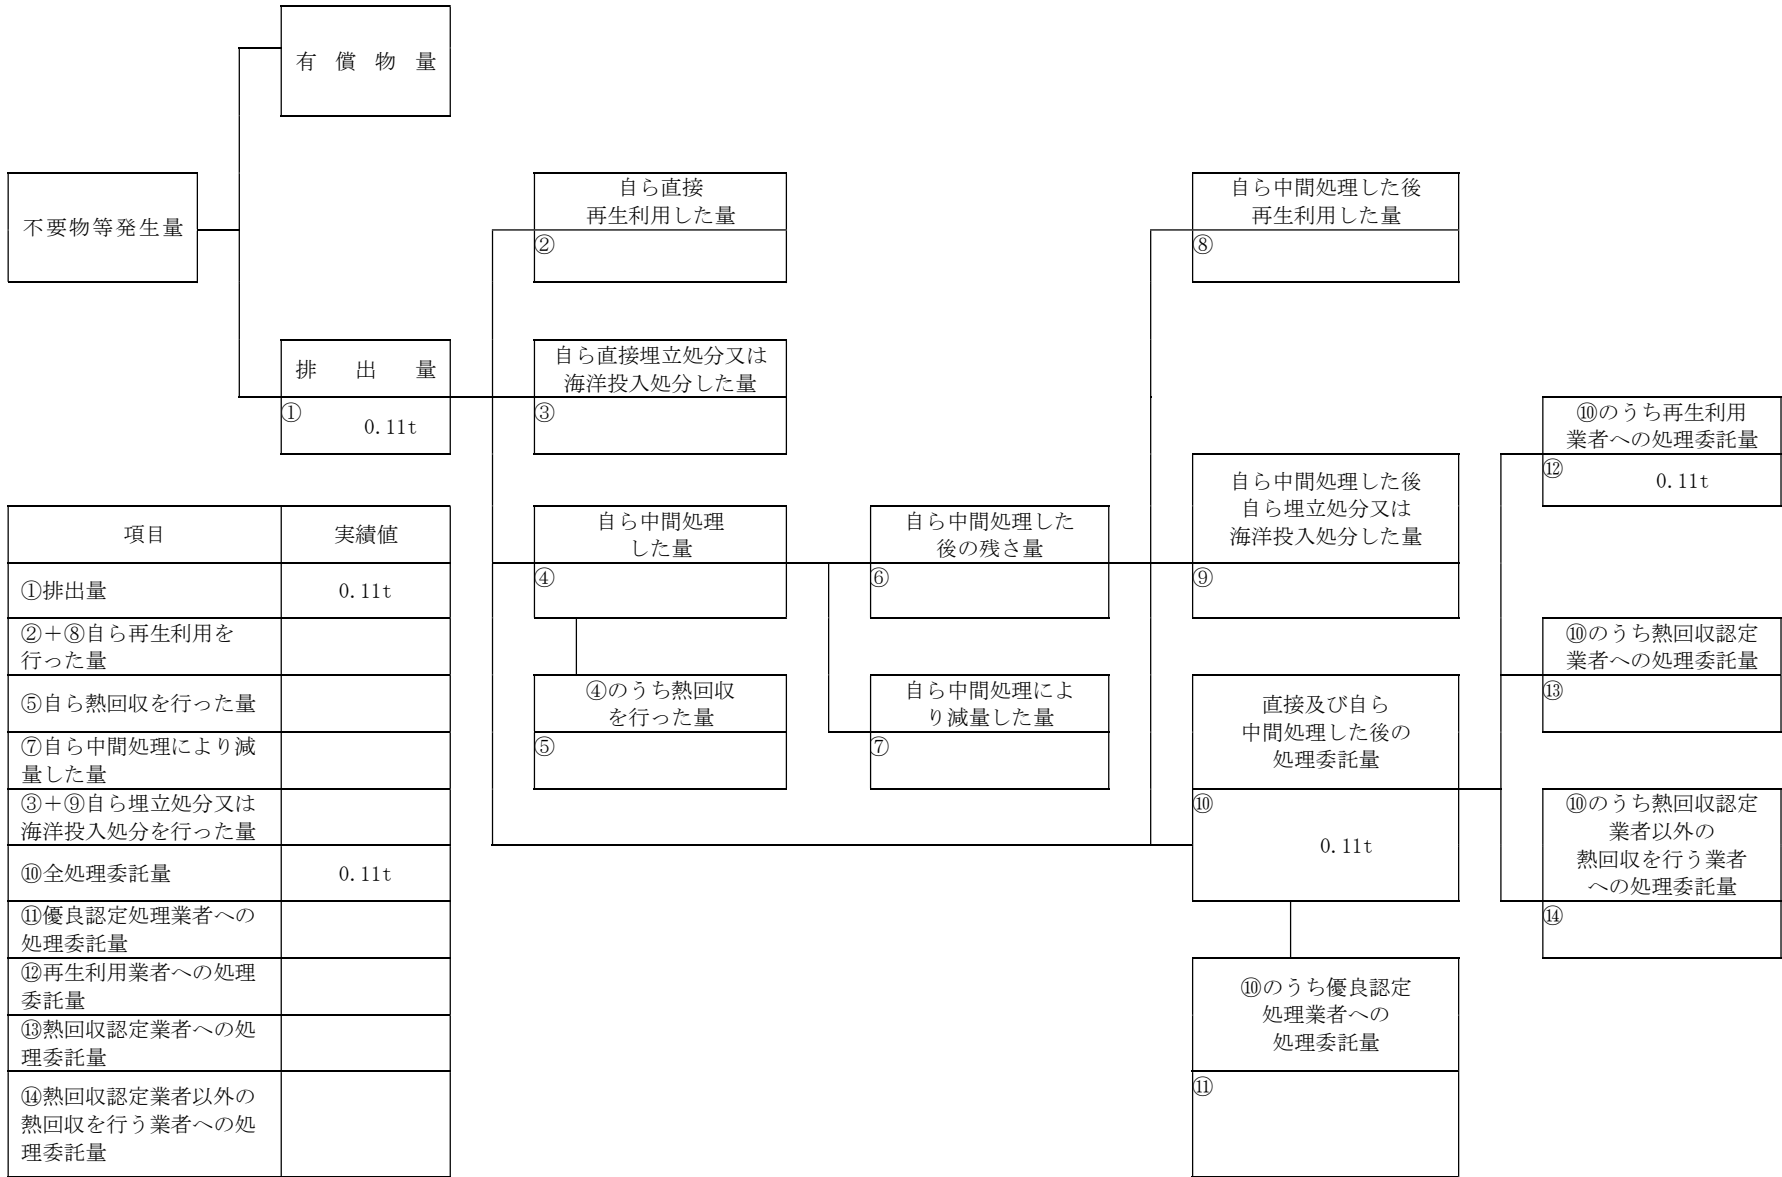 有償物量
不要物等発生量
自ら直接
再生利用した量
②
自ら中間処理した後
再生利用した量
⑧
排出量
①
0.11t
自ら直接埋立処分又は
海洋投入処分した量
③
⑩のうち再生利用
業者への処理委託量
⑫
0.11t
自ら中間処理した後
自ら埋立処分又は
海洋投入処分した量
⑨
自ら中間処理
した量
④
自ら中間処理した
後の残さ量
⑥
⑩のうち熱回収認定
業者への処理委託量
⑬
④のうち熱回収
を行った量
⑤
自ら中間処理によ
り減量した量
⑦
直接及び自ら
中間処理した後の
処理委託量
⑩
0.11t
⑩のうち熱回収認定
業者以外の
熱回収を行う業者
への処理委託量
⑭
⑩のうち優良認定
処理業者への
処理委託量
⑪
項目 実績値
①排出量 0.11t
②＋⑧自ら再生利用を
行った量
⑤自ら熱回収を行った量
⑦自ら中間処理により減
量した量
③＋⑨自ら埋立処分又は
海洋投入処分を行った量
⑩全処理委託量 0.11t
⑪優良認定処理業者への
処理委託量
⑫再生利用業者への処理
委託量
⑬熱回収認定業者への処
理委託量
⑭熱回収認定業者以外の
熱回収を行う業者への処
理委託量